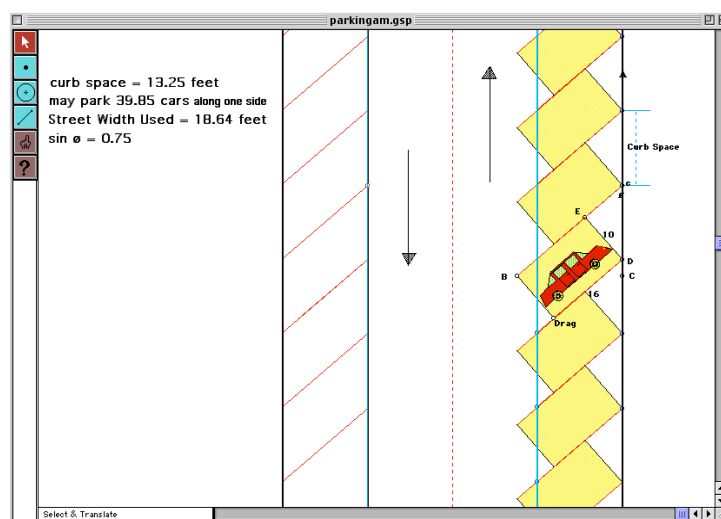 parkingam.gsp
curb space = 13.25 feet
may park 39.85 cars along one side
Street Width Used = 18.64 feet
sin ø = 0.75
A
Curb Space
G
F
E
10
D
B
C
16
Drag
?
Select & Translate